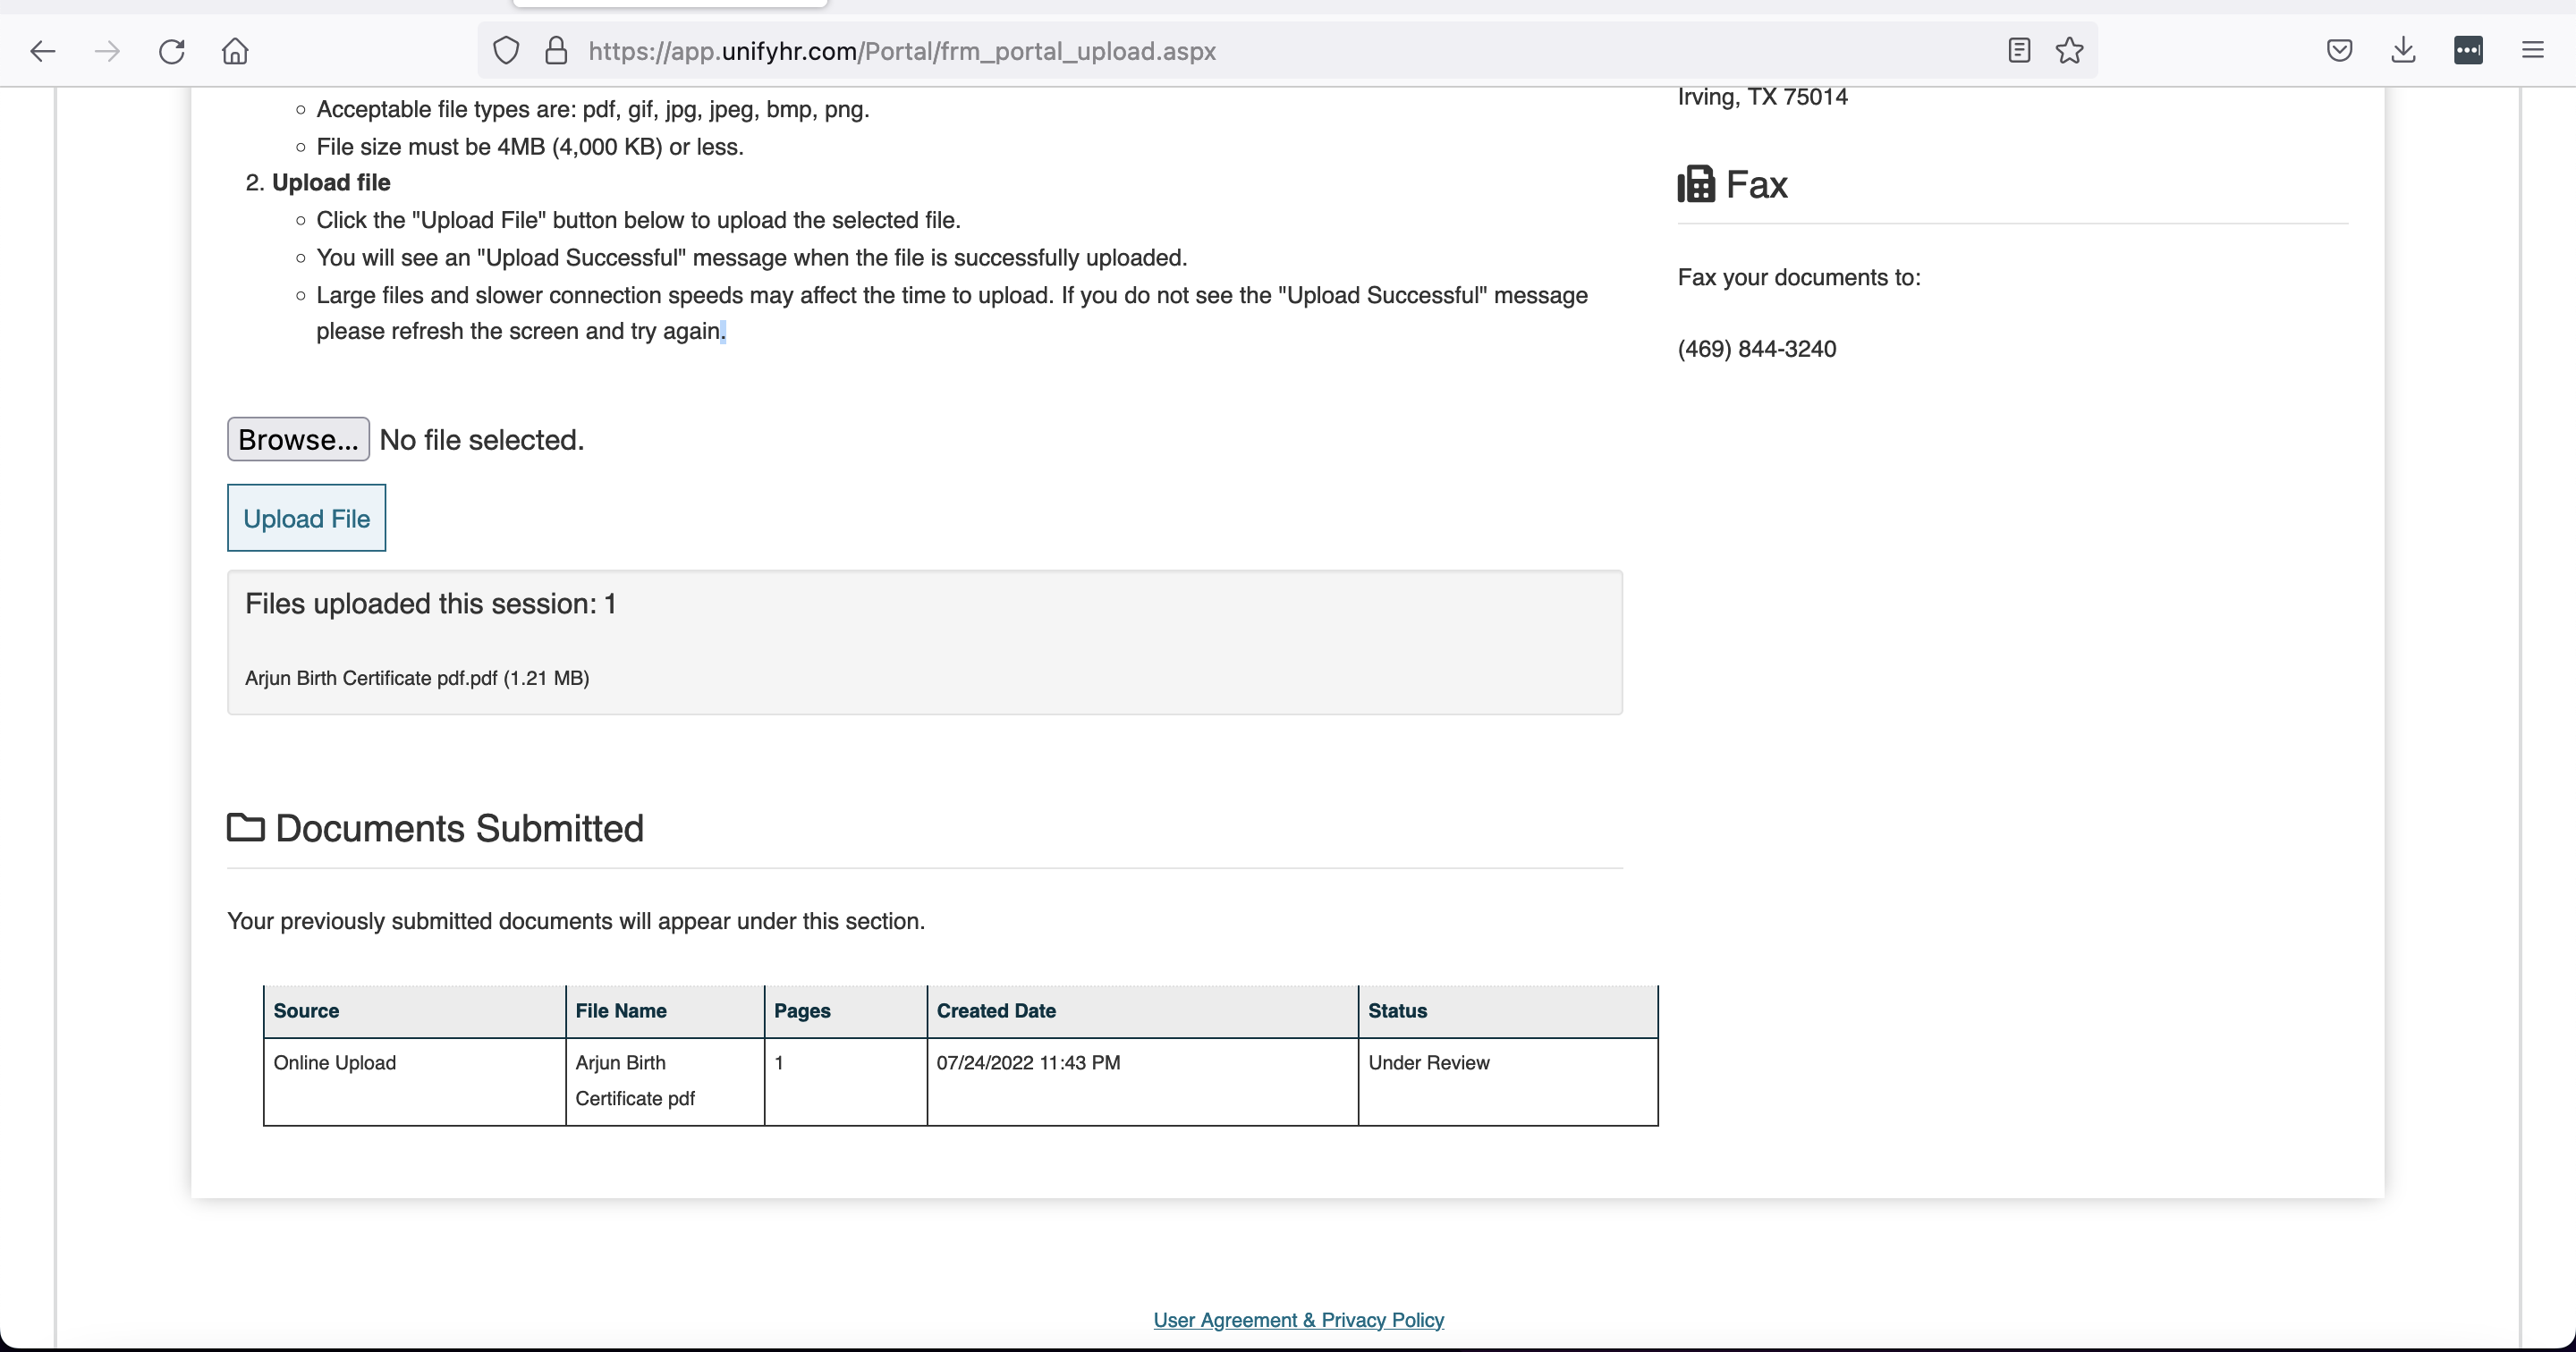 https://app.unifyhr.com/Portal/frm_portal_upload.aspx
Acceptable file types are: pdf, gif, jpg, jpeg, bmp, png.
File size must be 4MB (4,000 KB) or less.
2. Upload file
Click the "Upload File" button below to upload the selected file.
You will see an "Upload Successful" message when the file is successfully uploaded.
Large files and slower connection speeds may affect the time to upload. If you do not see the "Upload Successful" message
please refresh the screen and try again.
Browse... No file selected.
Upload File
Files uploaded this session: 1
Arjun Birth Certificate pdf.pdf (1.21 MB)
Documents Submitted
Your previously submitted documents will appear under this section.
Source File Name Pages Created Date Status
Online Upload Arjun Birth 1 07/24/2022 11:43 PM Under Review
Certificate pdf
Irving, TX 75014
Fax
Fax your documents to:
(469) 844-3240
User Agreement & Privacy Policy